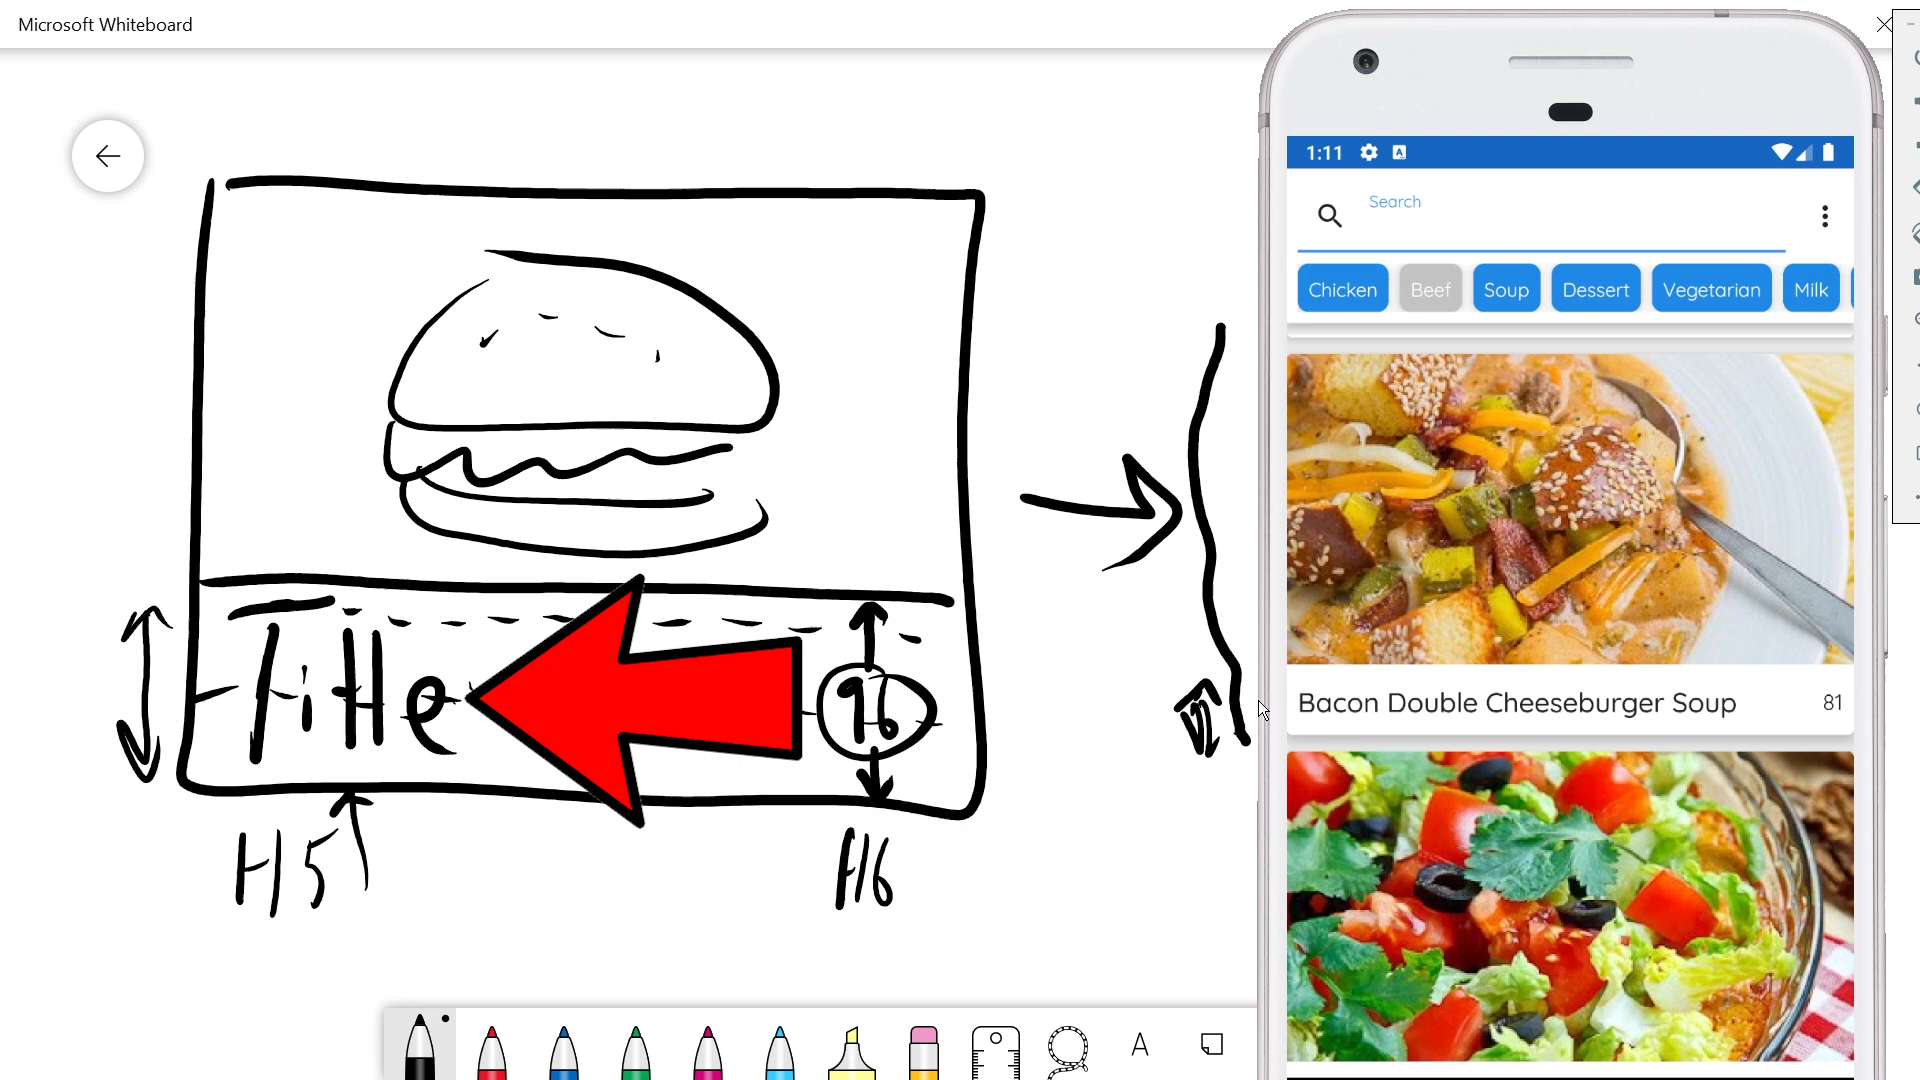 Microsoft Whiteboard
1:11
Search
Chicken Beef Soup Dessert Vegetarian Milk
Title 96
Bacon Double Cheeseburger Soup 81
H5 H6
A